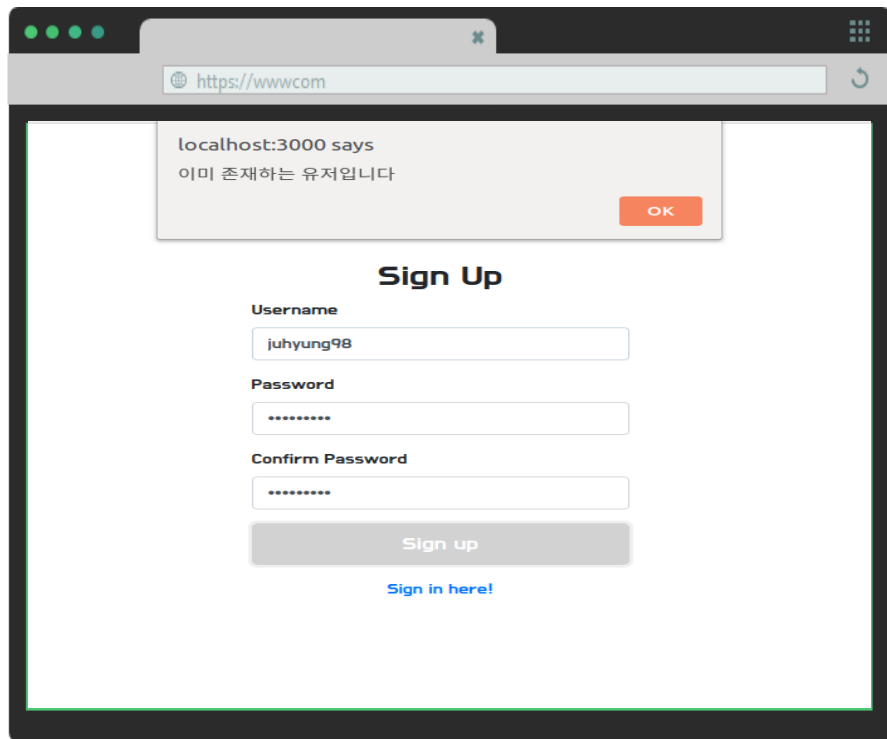 https://wwwcom
localhost:3000 says
이미 존재하는 유저입니다
OK
Sign Up
Username
juhyung98
Password
•••••••••
Confirm Password
•••••••••
Sign up
Sign in here!